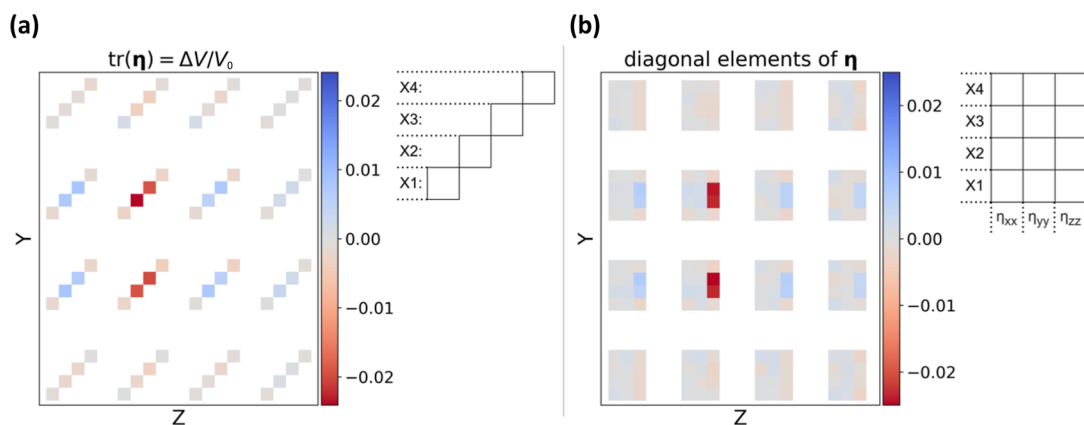 (a)
tr(η) = ΔV/V₀
0.02
0.01
0.00
−0.01
−0.02
Y
Z
X4:
X3:
X2:
X1:
(b)
diagonal elements of η
0.02
0.01
0.00
−0.01
−0.02
Y
Z
X4
X3
X2
X1
ηxx ηyy ηzz